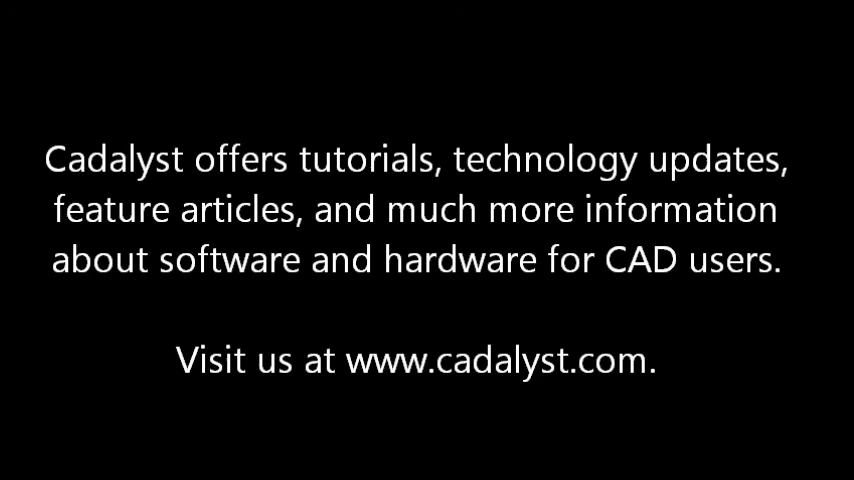 Cadalyst offers tutorials, technology updates,
feature articles, and much more information
about software and hardware for CAD users.
Visit us at www.cadalyst.com.